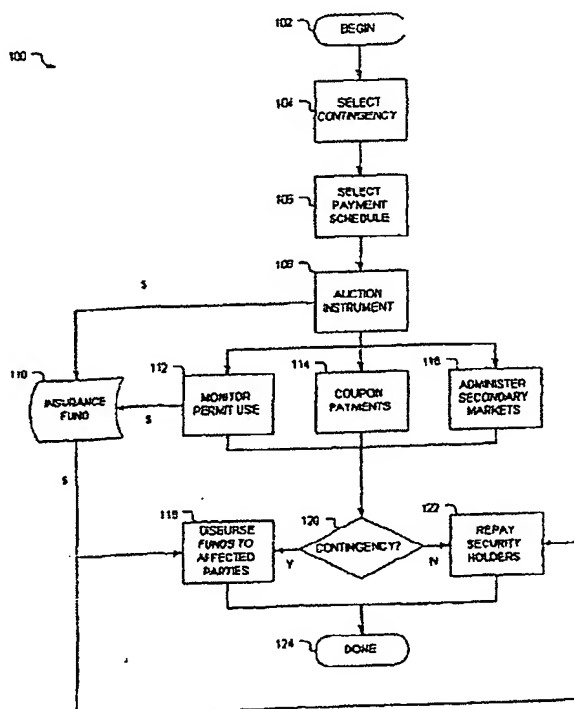 102
BEGIN
100
104
SELECT
CONTINGENCY
106
SELECT
PAYMENT
SCHEDULE
108
AUCTION
INSTRUMENT
$
110
INSURANCE
FUND
$
112
MONITOR
PERMIT USE
114
COUPON
PAYMENTS
116
ADMINISTER
SECONDARY
MARKETS
$
118
DISBURSE
FUNDS TO
AFFECTED
PARTIES
Y
120
CONTINGENCY?
N
122
REPAY
SECURITY
HOLDERS
124
DONE